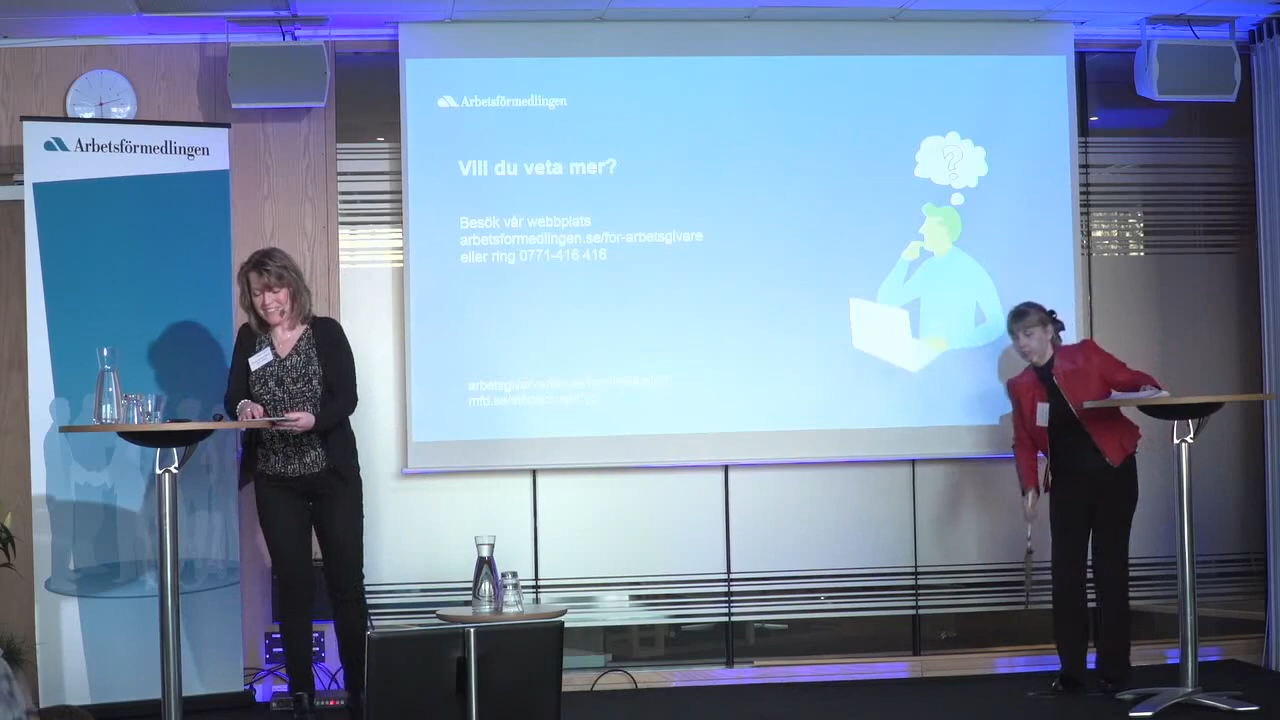 Arbetsförmedlingen
Arbetsförmedlingen
Vill du veta mer?
Besök vår webbplats
arbetsformedlingen.se/for-arbetsgivare
eller ring 0771-416 416